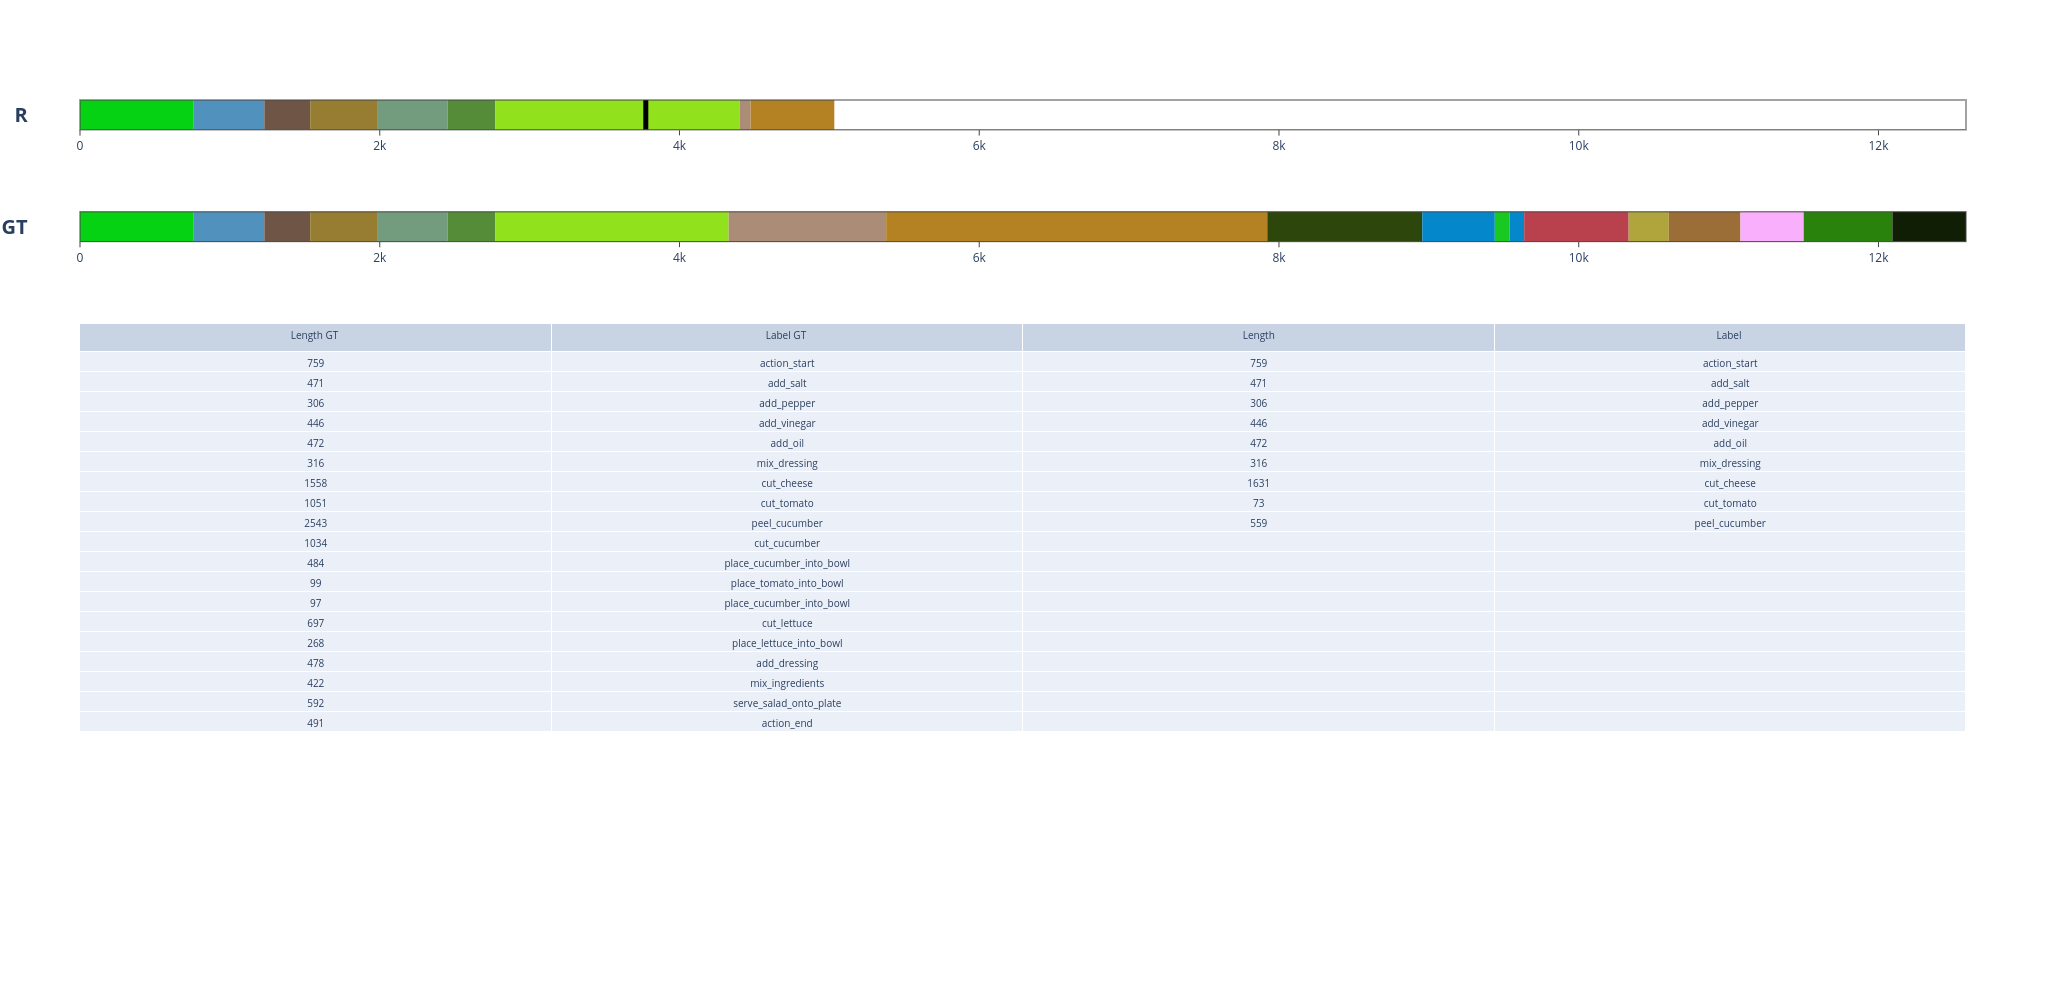 R
0 2k 4k 6k 8k 10k 12k
GT
0 2k 4k 6k 8k 10k 12k
Length GT Label GT Length Label
759 action_start 759 action_start
471 add_salt 471 add_salt
306 add_pepper 306 add_pepper
446 add_vinegar 446 add_vinegar
472 add_oil 472 add_oil
316 mix_dressing 316 mix_dressing
1558 cut_cheese 1631 cut_cheese
1051 cut_tomato 73 cut_tomato
2543 peel_cucumber 559 peel_cucumber
1034 cut_cucumber
484 place_cucumber_into_bowl
99 place_tomato_into_bowl
97 place_cucumber_into_bowl
697 cut_lettuce
268 place_lettuce_into_bowl
478 add_dressing
422 mix_ingredients
592 serve_salad_onto_plate
491 action_end